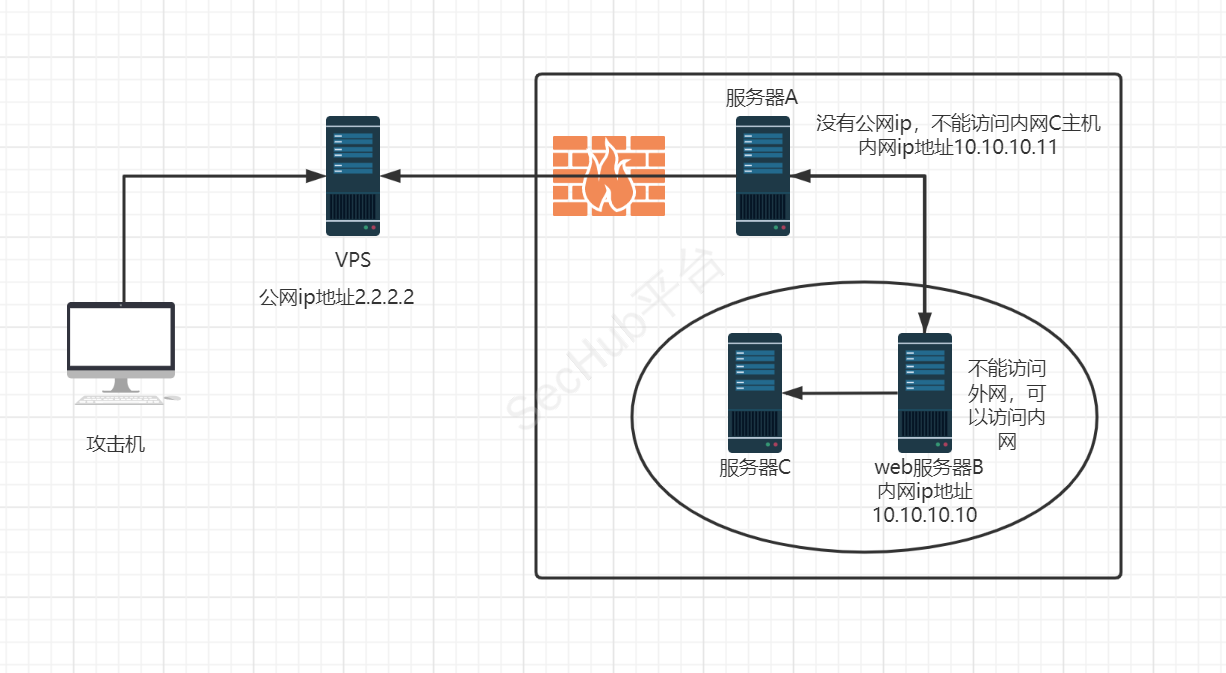 服务器A
没有公网ip，不能访问内网C主机
内网ip地址10.10.10.11
VPS
公网ip地址2.2.2.2
SecHub平台
不能访问
外网，可
以访问内
网
攻击机
服务器C
web服务器B
内网ip地址
10.10.10.10